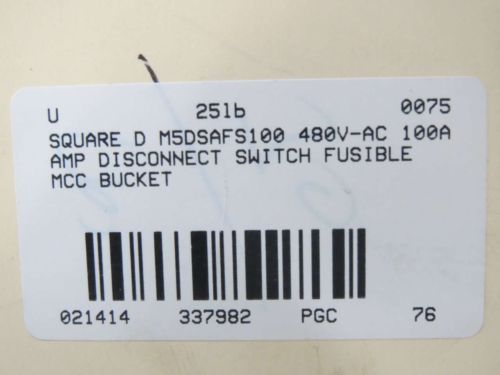 U 251b 0075
SQUARE D M5DSAFS100 480V-AC 100A
AMP DISCONNECT SWITCH FUSIBLE
MCC BUCKET
021414 337982 PGC 76